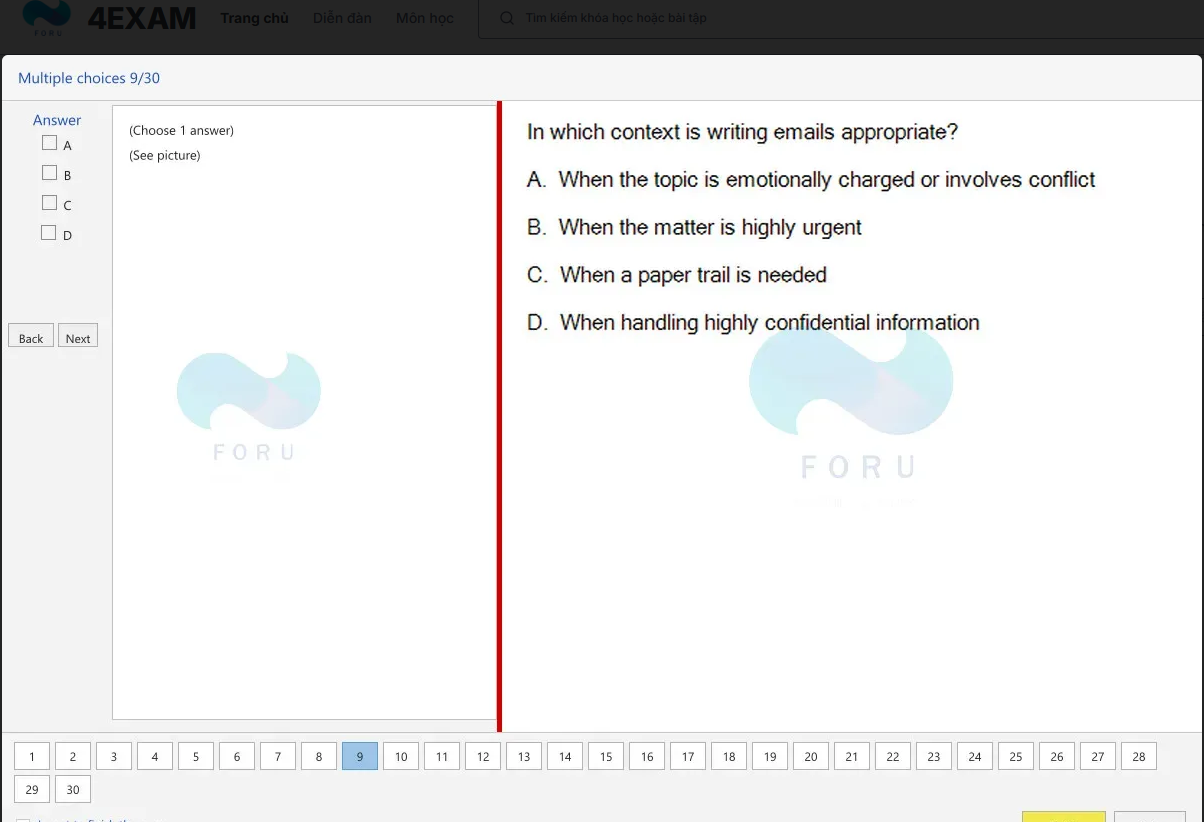 FORU
4EXAM
Trang chủ
Diễn đàn
Môn học
Tìm kiếm khóa học hoặc bài tập
Multiple choices 9/30
Answer
A
B
C
D
Back
Next
(Choose 1 answer)
(See picture)
FORU
In which context is writing emails appropriate?
A. When the topic is emotionally charged or involves conflict
B. When the matter is highly urgent
C. When a paper trail is needed
D. When handling highly confidential information
FORU
1 2 3 4 5 6 7 8 9 10 11 12 13 14 15 16 17 18 19 20 21 22 23 24 25 26 27 28
29 30